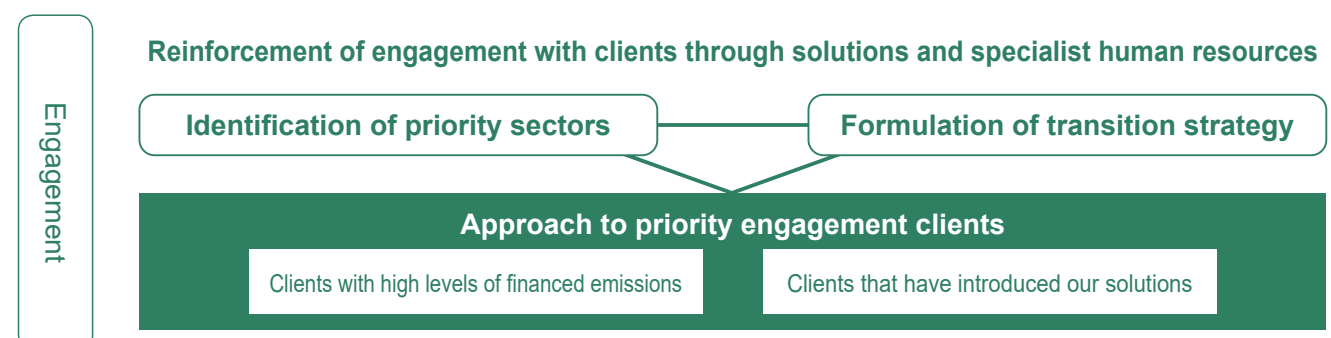 Engagement
Reinforcement of engagement with clients through solutions and specialist human resources
Identification of priority sectors
Formulation of transition strategy
Approach to priority engagement clients
Clients with high levels of financed emissions
Clients that have introduced our solutions